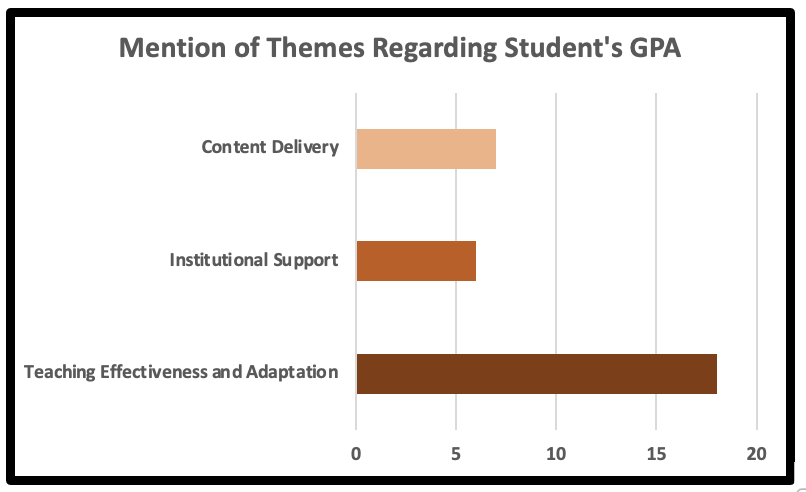 Mention of Themes Regarding Student's GPA
Content Delivery
Institutional Support
Teaching Effectiveness and Adaptation
0 5 10 15 20